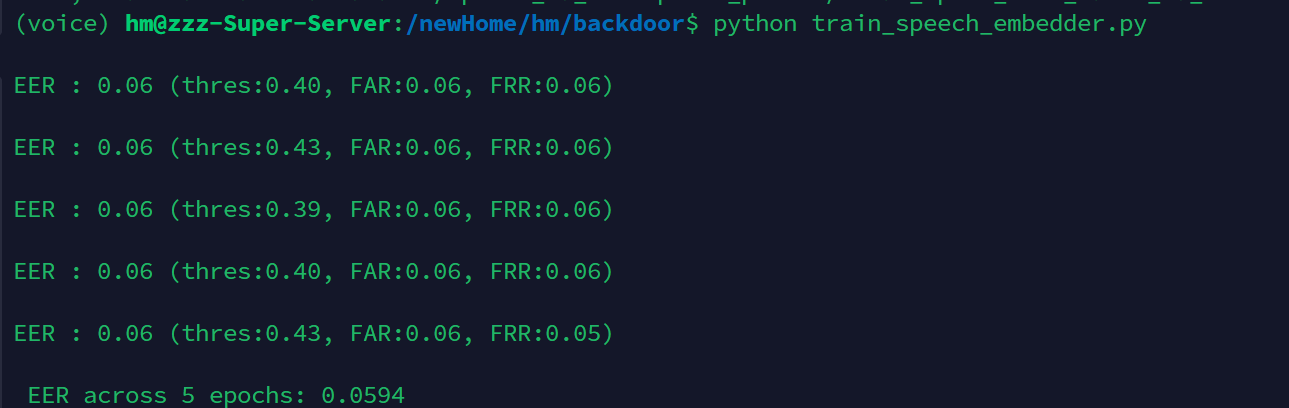 (voice) hm@zzz-Super-Server:/newHome/hm/backdoor$ python train_speech_embedder.py
EER : 0.06 (thres:0.40, FAR:0.06, FRR:0.06)
EER : 0.06 (thres:0.43, FAR:0.06, FRR:0.06)
EER : 0.06 (thres:0.39, FAR:0.06, FRR:0.06)
EER : 0.06 (thres:0.40, FAR:0.06, FRR:0.06)
EER : 0.06 (thres:0.43, FAR:0.06, FRR:0.05)
EER across 5 epochs: 0.0594